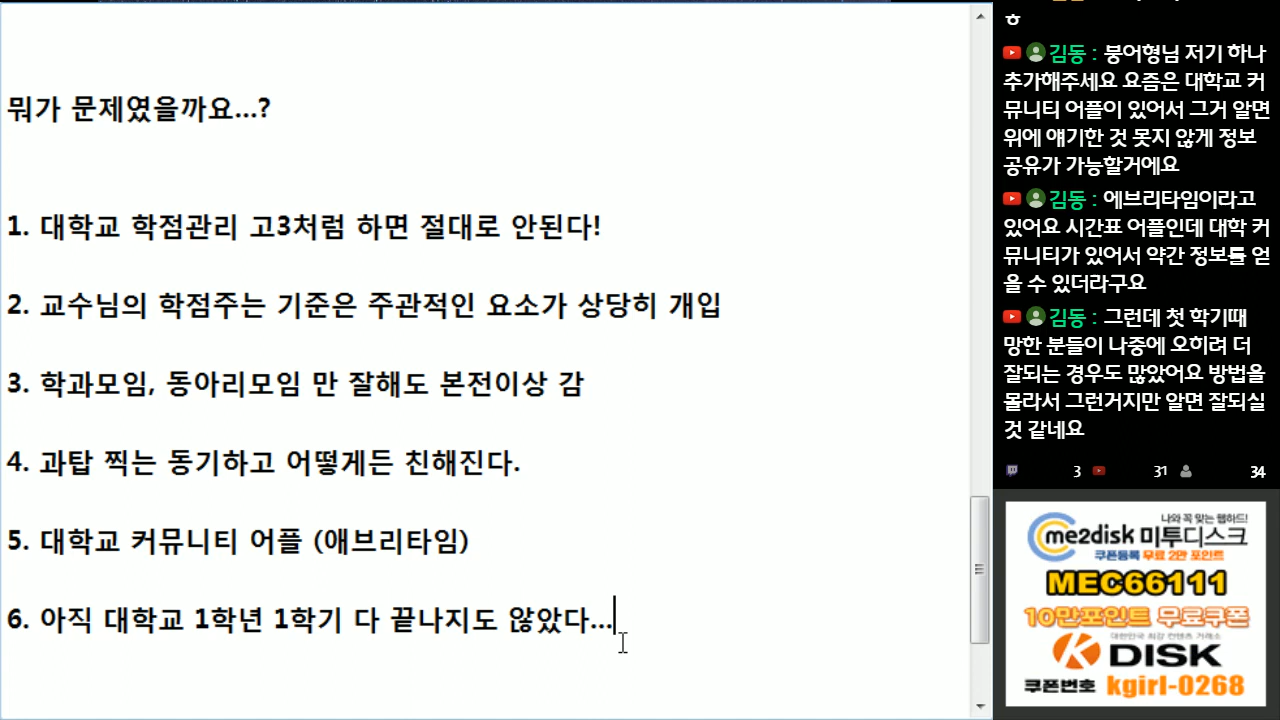 뭐가 문제였을까요...?
1. 대학교 학점관리 고3처럼 하면 절대로 안된다!
2. 교수님의 학점주는 기준은 주관적인 요소가 상당히 개입
3. 학과모임, 동아리모임 만 잘해도 본전이상 감
4. 과탑 찍는 동기하고 어떻게든 친해진다.
5. 대학교 커뮤니티 어플 (애브리타임)
6. 아직 대학교 1학년 1학기 다 끝나지도 않았다...
ㅎ
김동 : 붕어형님 저기 하나
추가해주세요 요즘은 대학교 커
뮤니티 어플이 있어서 그거 알면
위에 얘기한 것 못지 않게 정보
공유가 가능할거에요
김동 : 에브리타임이라고
있어요 시간표 어플인데 대학 커
뮤니티가 있어서 약간 정보를 얻
을 수 있더라구요
김동 : 그런데 첫 학기때
망한 분들이 나중에 오히려 더
잘되는 경우도 많았어요 방법을
몰라서 그런거지만 알면 잘되실
것 같네요
3 31 34
나와 꼭 맞는 웹하드!
me2disk 미투디스크
쿠폰등록 무료 2만 포인트
MEC66111
10만포인트 무료쿠폰
대한민국 최강 컨텐츠 거래소
K DISK
쿠폰번호 kgirl-0268